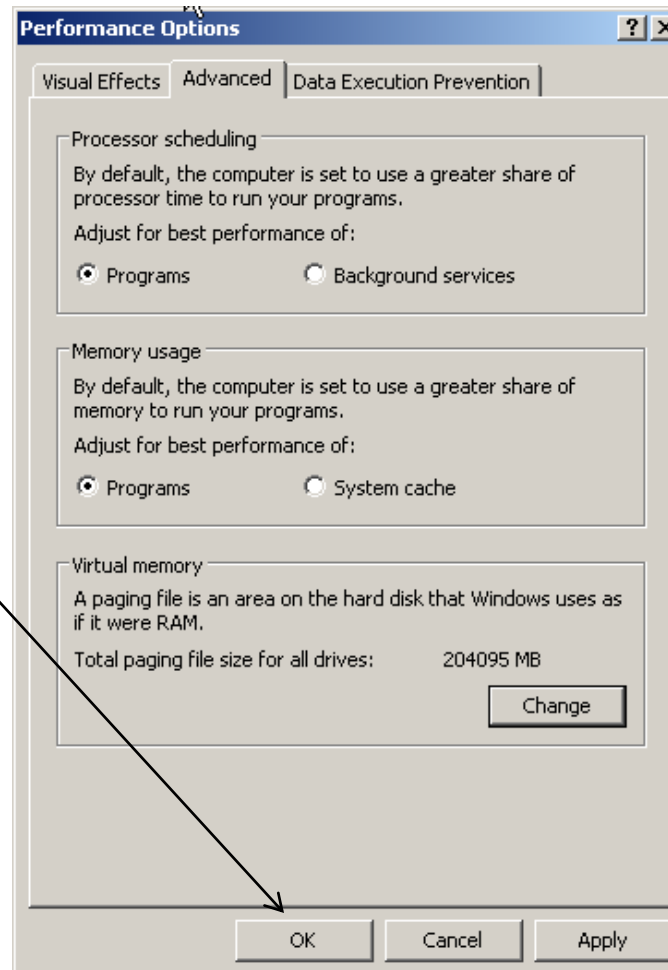 Performance Options
Visual Effects Advanced Data Execution Prevention
Processor scheduling
By default, the computer is set to use a greater share of
processor time to run your programs.
Adjust for best performance of:
Programs Background services
Memory usage
By default, the computer is set to use a greater share of
memory to run your programs.
Adjust for best performance of:
Programs System cache
Virtual memory
A paging file is an area on the hard disk that Windows uses as
if it were RAM.
Total paging file size for all drives: 204095 MB
Change
OK Cancel Apply